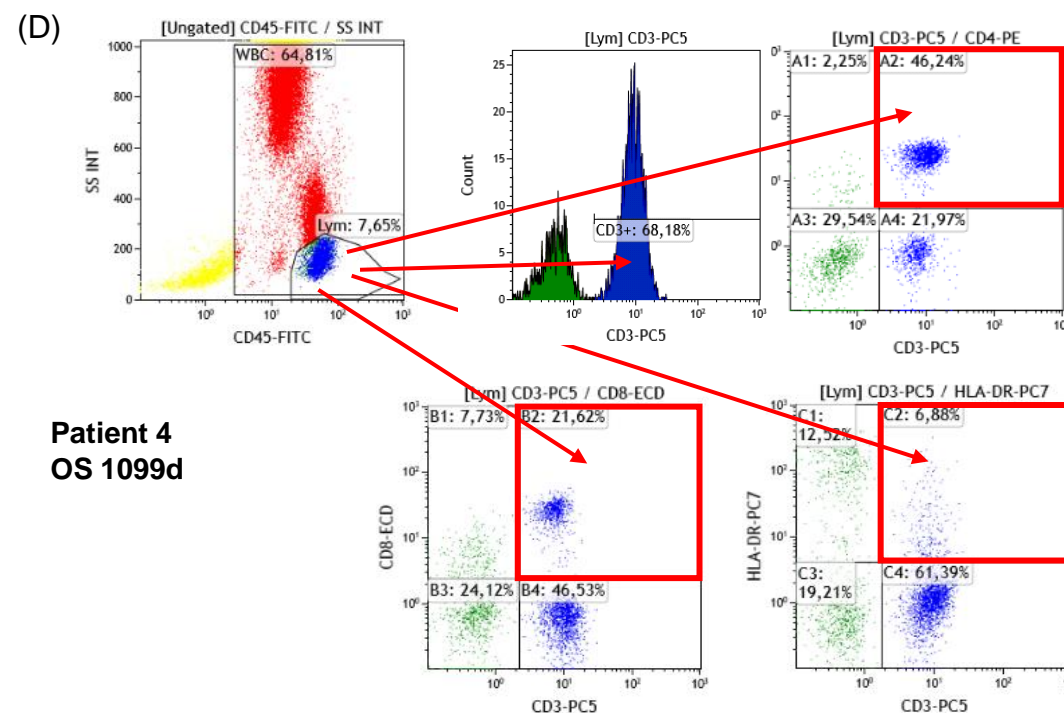 (D)
[Ungated] CD45-FITC / SS INT
WBC: 64,81%
1000
800
600
400
200
0
SS INT
Lym: 7,65%
10⁰ 10¹ 10² 10³
CD45-FITC
[Lym] CD3-PC5
25
20
15
10
5
0
Count
CD3+: 68,18%
10⁰ 10¹ 10² 10³
CD3-PC5
[Lym] CD3-PC5 / CD4-PE
A1: 2,25% A2: 46,24%
A3: 29,54% A4: 21,97%
10⁰ 10¹ 10²
CD3-PC5
Patient 4
OS 1099d
[Lym] CD3-PC5 / CD8-ECD
10³
10²
10¹
10⁰
CD8-ECD
B1: 7,73% B2: 21,62%
B3: 24,12% B4: 46,53%
10⁰ 10¹ 10² 10³
CD3-PC5
[Lym] CD3-PC5 / HLA-DR-PC7
10³
10²
10¹
10⁰
HLA-DR-PC7
C1:
12,52%
C2: 6,88%
C3:
19,21%
C4: 61,39%
10⁰ 10¹ 10²
CD3-PC5